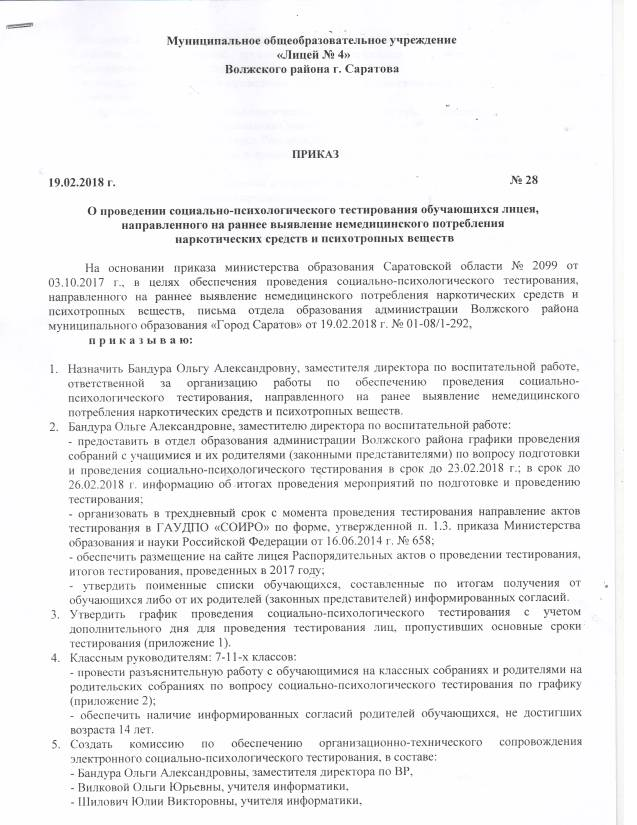 Муниципальное общеобразовательное учреждение
«Лицей № 4»
Волжского района г. Саратова
ПРИКАЗ
19.02.2018 г. № 28
О проведении социально-психологического тестирования обучающихся лицея,
направленного на раннее выявление немедицинского потребления
наркотических средств и психотропных веществ
На основании приказа министерства образования Саратовской области № 2099 от
03.10.2017 г., в целях обеспечения проведения социально-психологического тестирования,
направленного на раннее выявление немедицинского потребления наркотических средств и
психотропных веществ, письма отдела образования администрации Волжского района
муниципального образования «Город Саратов» от 19.02.2018 г. № 01-08/1-292,
п р и к а з ы в а ю:
1. Назначить Бандура Ольгу Александровну, заместителя директора по воспитательной работе,
ответственной за организацию работы по обеспечению проведения социально-
психологического тестирования, направленного на ранее выявление немедицинского
потребления наркотических средств и психотропных веществ.
2. Бандура Ольге Александровне, заместителю директора по воспитательной работе:
- предоставить в отдел образования администрации Волжского района графики проведения
собраний с учащимися и их родителями (законными представителями) по вопросу подготовки
и проведения социально-психологического тестирования в срок до 23.02.2018 г.; в срок до
26.02.2018 г. информацию об итогах проведения мероприятий по подготовке и проведению
тестирования;
- организовать в трехдневный срок с момента проведения тестирования направление актов
тестирования в ГАУДПО «СОИРО» по форме, утвержденной п. 1.3. приказа Министерства
образования и науки Российской Федерации от 16.06.2014 г. № 658;
- обеспечить размещение на сайте лицея Распорядительных актов о проведении тестирования,
итогов тестирования, проведенных в 2017 году;
- утвердить поименные списки обучающихся, составленные по итогам получения от
обучающихся либо от их родителей (законных представителей) информированных согласий.
3. Утвердить график проведения социально-психологического тестирования с учетом
дополнительного дня для проведения тестирования лиц, пропустивших основные сроки
тестирования (приложение 1).
4. Классным руководителям: 7-11-х классов:
- провести разъяснительную работу с обучающимися на классных собраниях и родителями на
родительских собраниях по вопросу социально-психологического тестирования по графику
(приложение 2);
- обеспечить наличие информированных согласий родителей обучающихся, не достигших
возраста 14 лет.
5. Создать комиссию по обеспечению организационно-технического сопровождения
электронного социально-психологического тестирования, в составе:
- Бандура Ольги Александровны, заместителя директора по ВР,
- Вилковой Ольги Юрьевны, учителя информатики,
- Шилович Юлии Викторовны, учителя информатики,